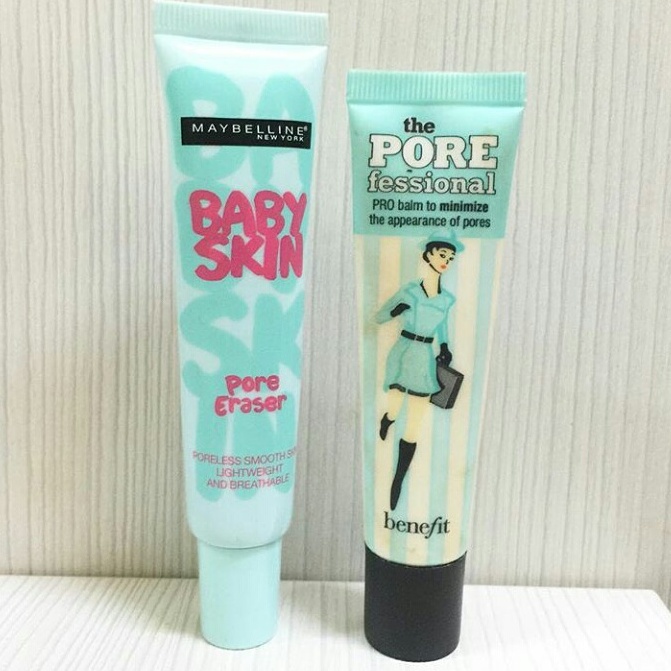 MAYBELLINE®
NEW YORK
BABY
SKIN
Pore
Eraser
PORELESS SMOOTH
LIGHTWEIGHT
AND BREATHABLE
the
PORE
fessional
PRO balm to minimize
the appearance of pores
benefit